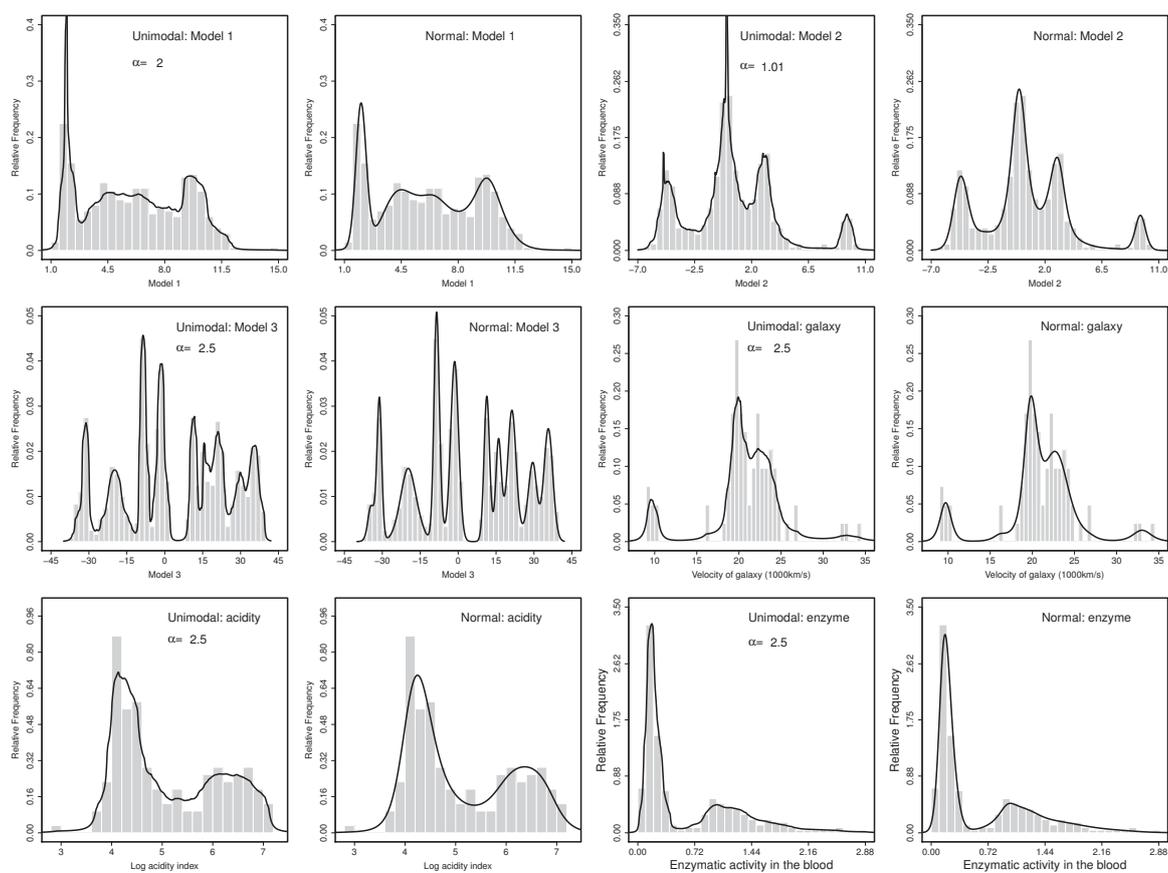 Unimodal: Model 1
α= 2
Relative Frequency
0.0 0.1 0.2 0.3 0.4
1.0 4.5 8.0 11.5 15.0
Model 1
Normal: Model 1
Relative Frequency
0.0 0.1 0.2 0.3 0.4
1.0 4.5 8.0 11.5 15.0
Model 1
Unimodal: Model 2
α= 1.01
Relative Frequency
0.000 0.088 0.175 0.262 0.350
−7.0 −2.5 2.0 6.5 11.0
Model 2
Normal: Model 2
Relative Frequency
0.000 0.088 0.175 0.262 0.350
−7.0 −2.5 2.0 6.5 11.0
Model 2
Unimodal: Model 3
α= 2.5
Relative Frequency
0.00 0.01 0.02 0.03 0.04 0.05
−45 −30 −15 0 15 30 45
Model 3
Normal: Model 3
Relative Frequency
0.00 0.01 0.02 0.03 0.04 0.05
−45 −30 −15 0 15 30 45
Model 3
Unimodal: galaxy
α= 2.5
Relative Frequency
0.00 0.05 0.10 0.15 0.20 0.25 0.30
10 15 20 25 30 35
Velocity of galaxy (1000km/s)
Normal: galaxy
Relative Frequency
0.00 0.05 0.10 0.15 0.20 0.25 0.30
10 15 20 25 30 35
Velocity of galaxy (1000km/s)
Unimodal: acidity
α= 2.5
Relative Frequency
0.00 0.16 0.32 0.48 0.64 0.80 0.96
3 4 5 6 7
Log acidity index
Normal: acidity
Relative Frequency
0.00 0.16 0.32 0.48 0.64 0.80 0.96
3 4 5 6 7
Log acidity index
Unimodal: enzyme
α= 2.5
Relative Frequency
0.00 0.88 1.75 2.62 3.50
0.00 0.72 1.44 2.16 2.88
Enzymatic activity in the blood
Normal: enzyme
Relative Frequency
0.00 0.88 1.75 2.62 3.50
0.00 0.72 1.44 2.16 2.88
Enzymatic activity in the blood